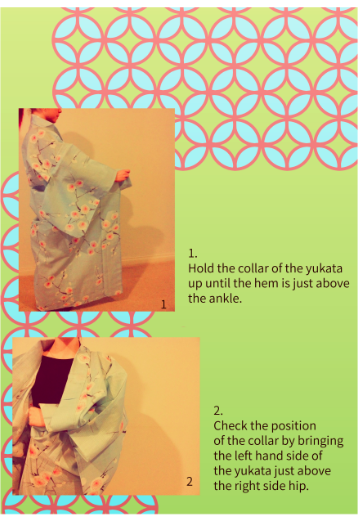 1
1.
Hold the collar of the yukata
up until the hem is just above
the ankle.
2
2.
Check the position
of the collar by bringing
the left hand side of
the yukata just above
the right side hip.